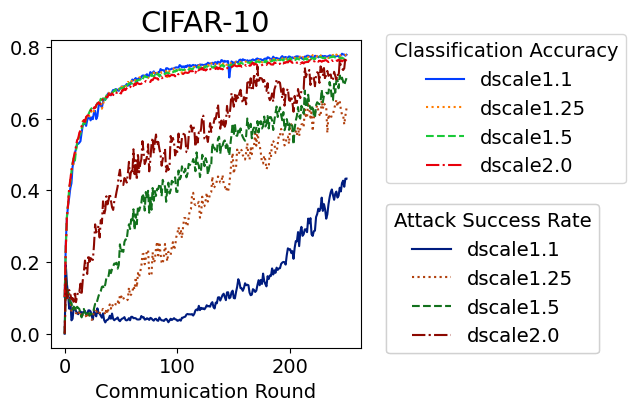 CIFAR-10
0.8
0.6
0.4
0.2
0.0
0
100
200
Communication Round
Classification Accuracy
dscale1.1
dscale1.25
dscale1.5
dscale2.0
Attack Success Rate
dscale1.1
dscale1.25
dscale1.5
dscale2.0